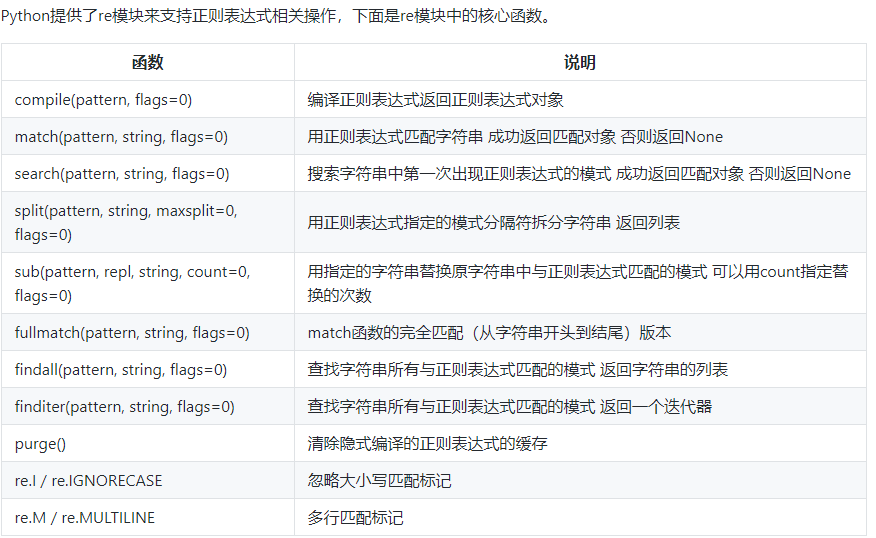 Python提供了re模块来支持正则表达式相关操作，下面是re模块中的核心函数。
函数 说明
compile(pattern, flags=0) 编译正则表达式返回正则表达式对象
match(pattern, string, flags=0) 用正则表达式匹配字符串 成功返回匹配对象 否则返回None
search(pattern, string, flags=0) 搜索字符串中第一次出现正则表达式的模式 成功返回匹配对象 否则返回None
split(pattern, string, maxsplit=0,
flags=0) 用正则表达式指定的模式分隔符拆分字符串 返回列表
sub(pattern, repl, string, count=0,
flags=0) 用指定的字符串替换原字符串中与正则表达式匹配的模式 可以用count指定替
换的次数
fullmatch(pattern, string, flags=0) match函数的完全匹配（从字符串开头到结尾）版本
findall(pattern, string, flags=0) 查找字符串所有与正则表达式匹配的模式 返回字符串的列表
finditer(pattern, string, flags=0) 查找字符串所有与正则表达式匹配的模式 返回一个迭代器
purge() 清除隐式编译的正则表达式的缓存
re.I / re.IGNORECASE 忽略大小写匹配标记
re.M / re.MULTILINE 多行匹配标记